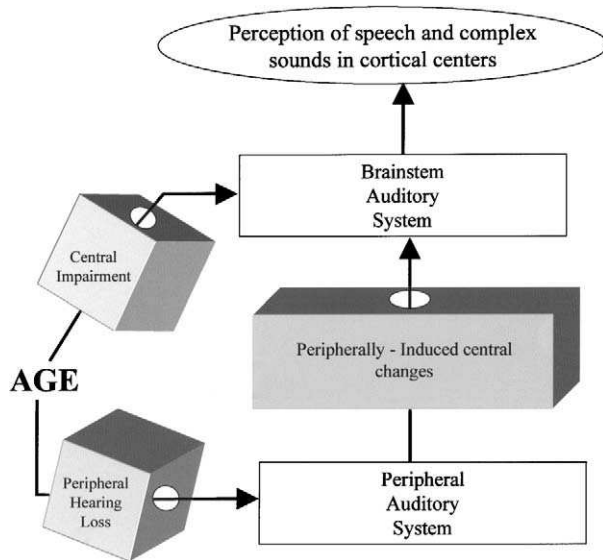 Perception of speech and complex
sounds in cortical centers
Brainstem
Auditory
System
Central
Impairment
Peripherally - Induced central
changes
AGE
Peripheral
Hearing
Loss
Peripheral
Auditory
System